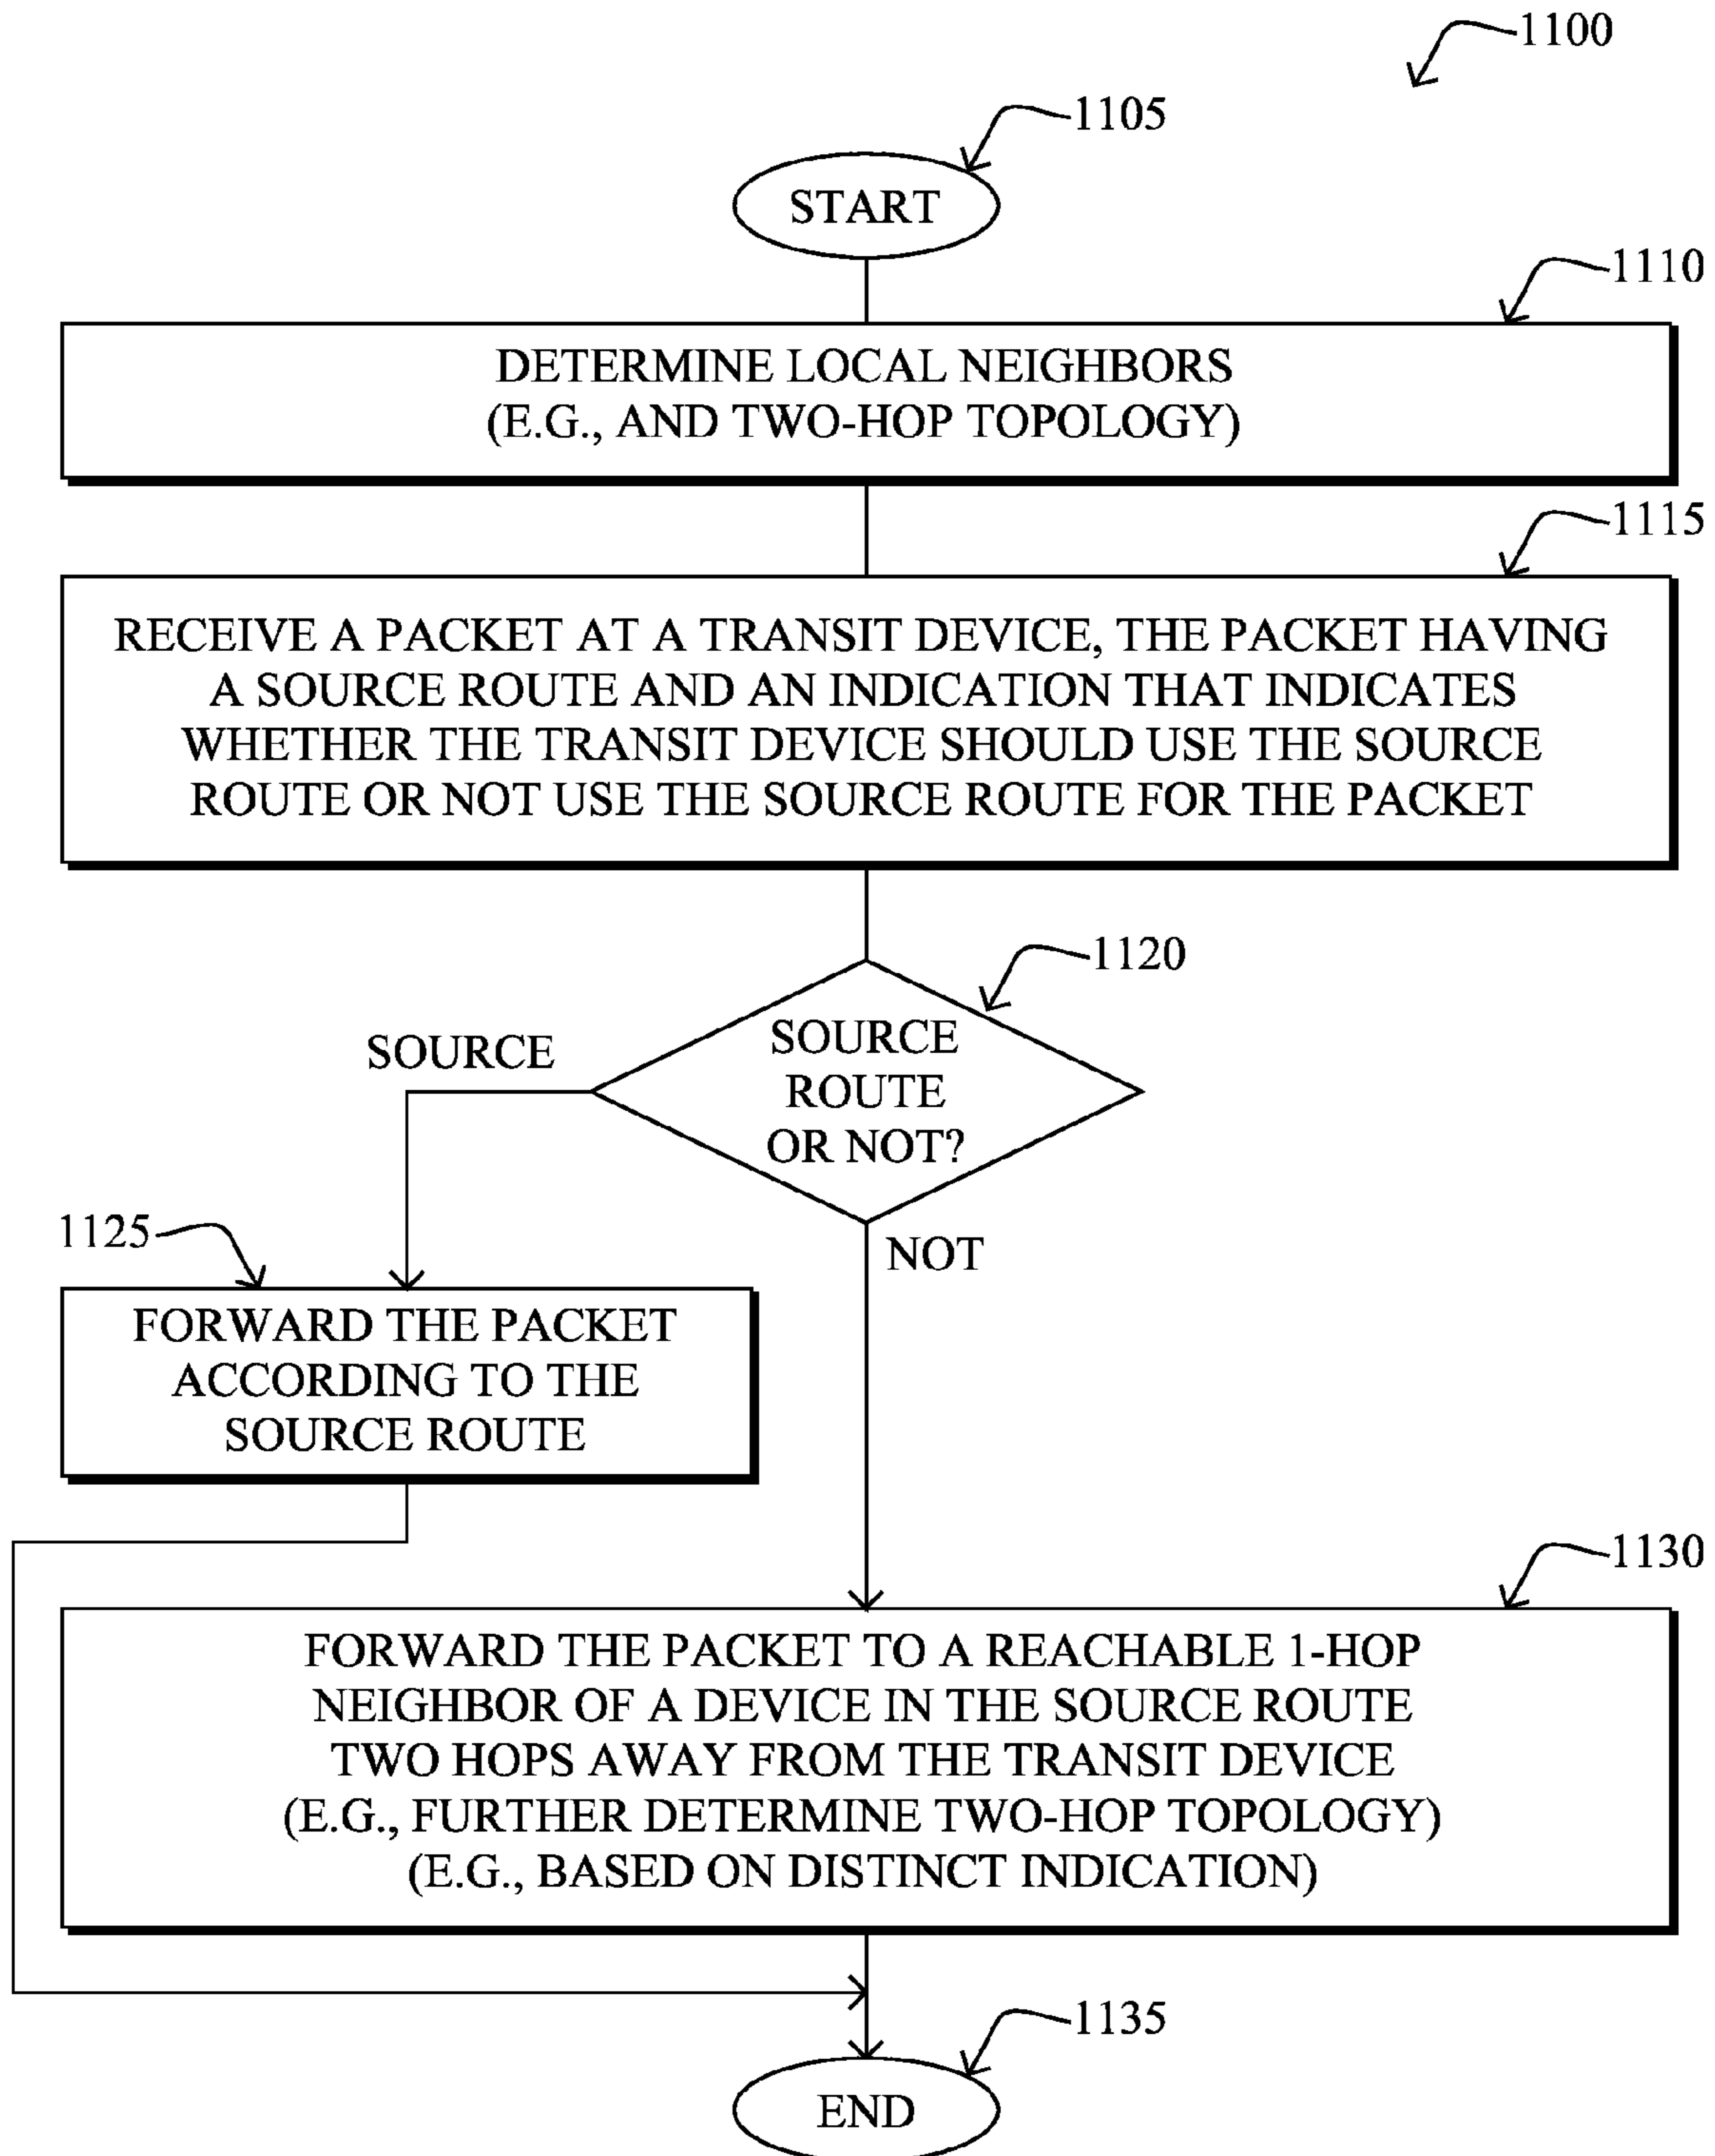 1100
1105
START
1110
DETERMINE LOCAL NEIGHBORS
(E.G., AND TWO-HOP TOPOLOGY)
1115
RECEIVE A PACKET AT A TRANSIT DEVICE, THE PACKET HAVING
A SOURCE ROUTE AND AN INDICATION THAT INDICATES
WHETHER THE TRANSIT DEVICE SHOULD USE THE SOURCE
ROUTE OR NOT USE THE SOURCE ROUTE FOR THE PACKET
1120
SOURCE
SOURCE
ROUTE
OR NOT?
1125
NOT
FORWARD THE PACKET
ACCORDING TO THE
SOURCE ROUTE
1130
FORWARD THE PACKET TO A REACHABLE 1-HOP
NEIGHBOR OF A DEVICE IN THE SOURCE ROUTE
TWO HOPS AWAY FROM THE TRANSIT DEVICE
(E.G., FURTHER DETERMINE TWO-HOP TOPOLOGY)
(E.G., BASED ON DISTINCT INDICATION)
1135
END